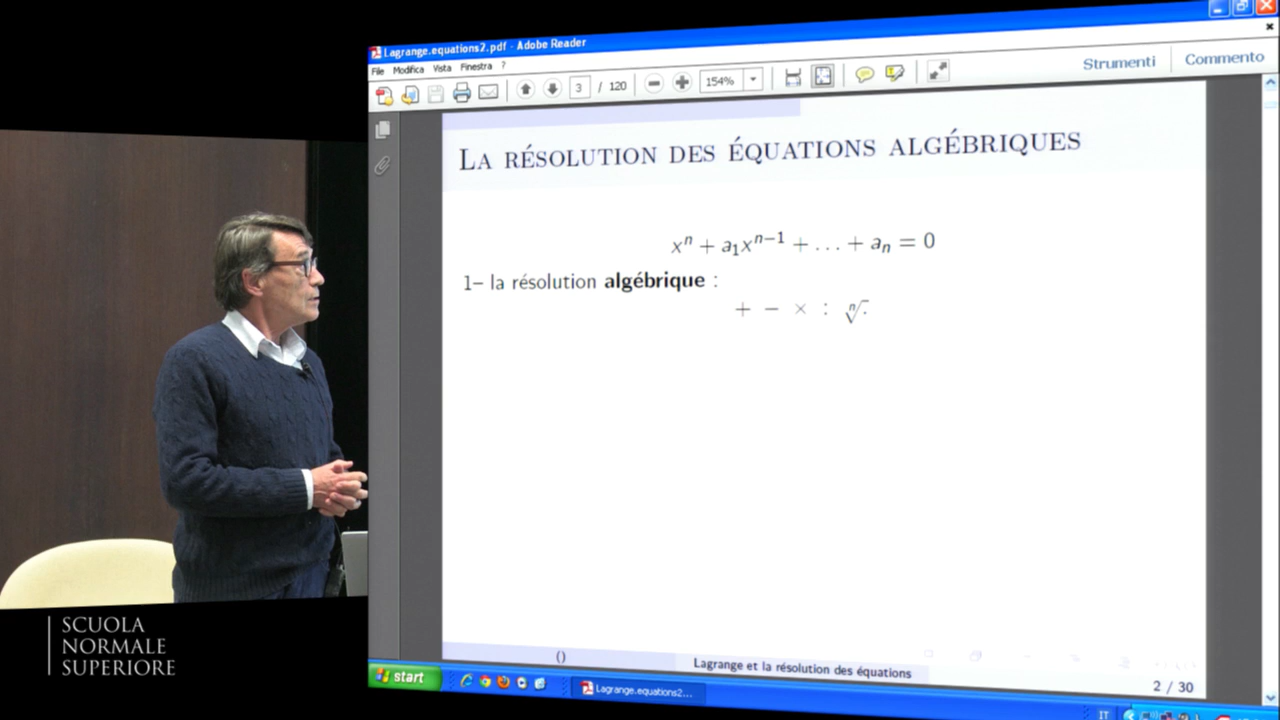 Lagrange.equations2.pdf - Adobe Reader
File Modifica Vista Finestra ?
3 / 120 154% Strumenti Commento
LA RÉSOLUTION DES ÉQUATIONS ALGÉBRIQUES
xⁿ + a₁xⁿ⁻¹ + … + aₙ = 0
1– la résolution algébrique :
+ − × : ⁿ√·
() Lagrange et la résolution des équations 2 / 30
start Lagrange.equations2... IT
SCUOLA
NORMALE
SUPERIORE